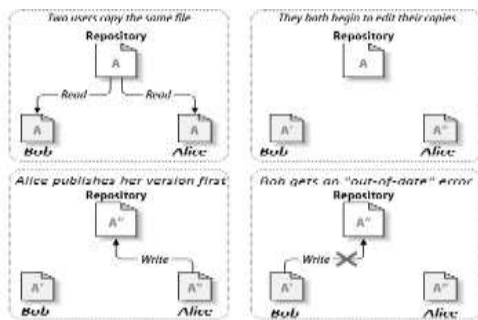 Two users copy the same file
Repository
A
Read
Read
A
A
Bob
Alice
They both begin to edit their copies
Repository
A
A'
A"
Bob
Alice
Alice publishes her version first
Repository
A"
Write
A'
A"
Bob
Alice
Bob gets an "out-of-date" error
Repository
A"
Write
A'
A"
Bob
Alice